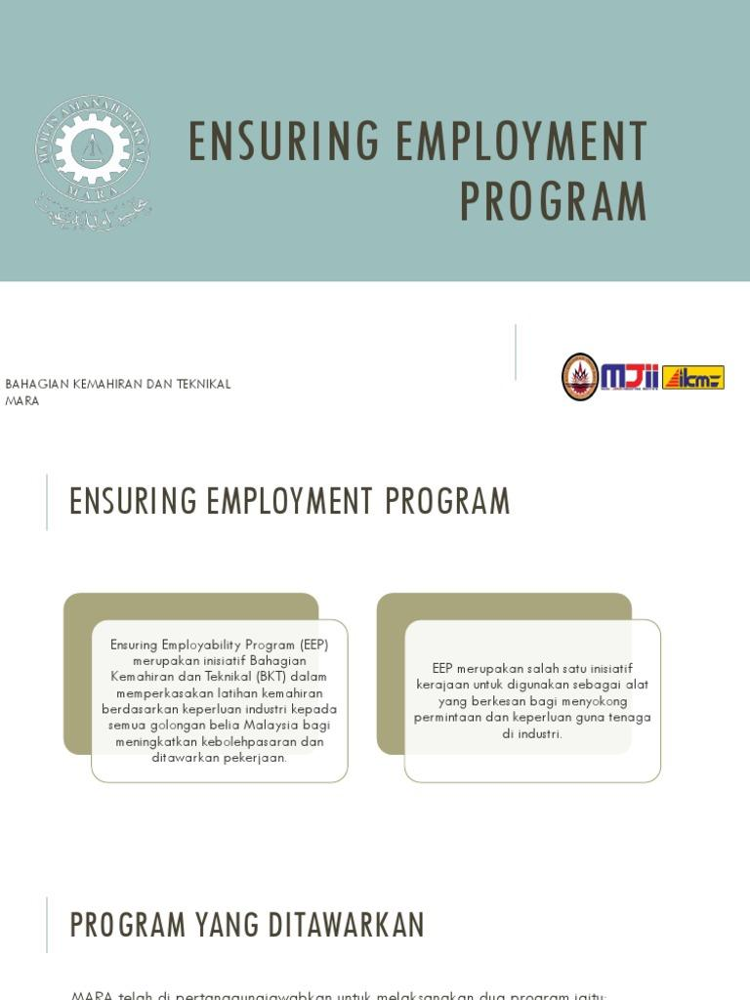 MAJLIS AMANAH RAKYAT
MARA
ENSURING EMPLOYMENT
PROGRAM
BAHAGIAN KEMAHIRAN DAN TEKNIKAL
MARA
MJii
ikm
ENSURING EMPLOYMENT PROGRAM
Ensuring Employability Program (EEP)
merupakan inisiatif Bahagian
Kemahiran dan Teknikal (BKT) dalam
memperkasakan latihan kemahiran
berdasarkan keperluan industri kepada
semua golongan belia Malaysia bagi
meningkatkan kebolehpasaran dan
ditawarkan pekerjaan.
EEP merupakan salah satu inisiatif
kerajaan untuk digunakan sebagai alat
yang berkesan bagi menyokong
permintaan dan keperluan guna tenaga
di industri.
PROGRAM YANG DITAWARKAN
MARA telah di pertanggungjawabkan untuk melaksanakan dua program iaitu: